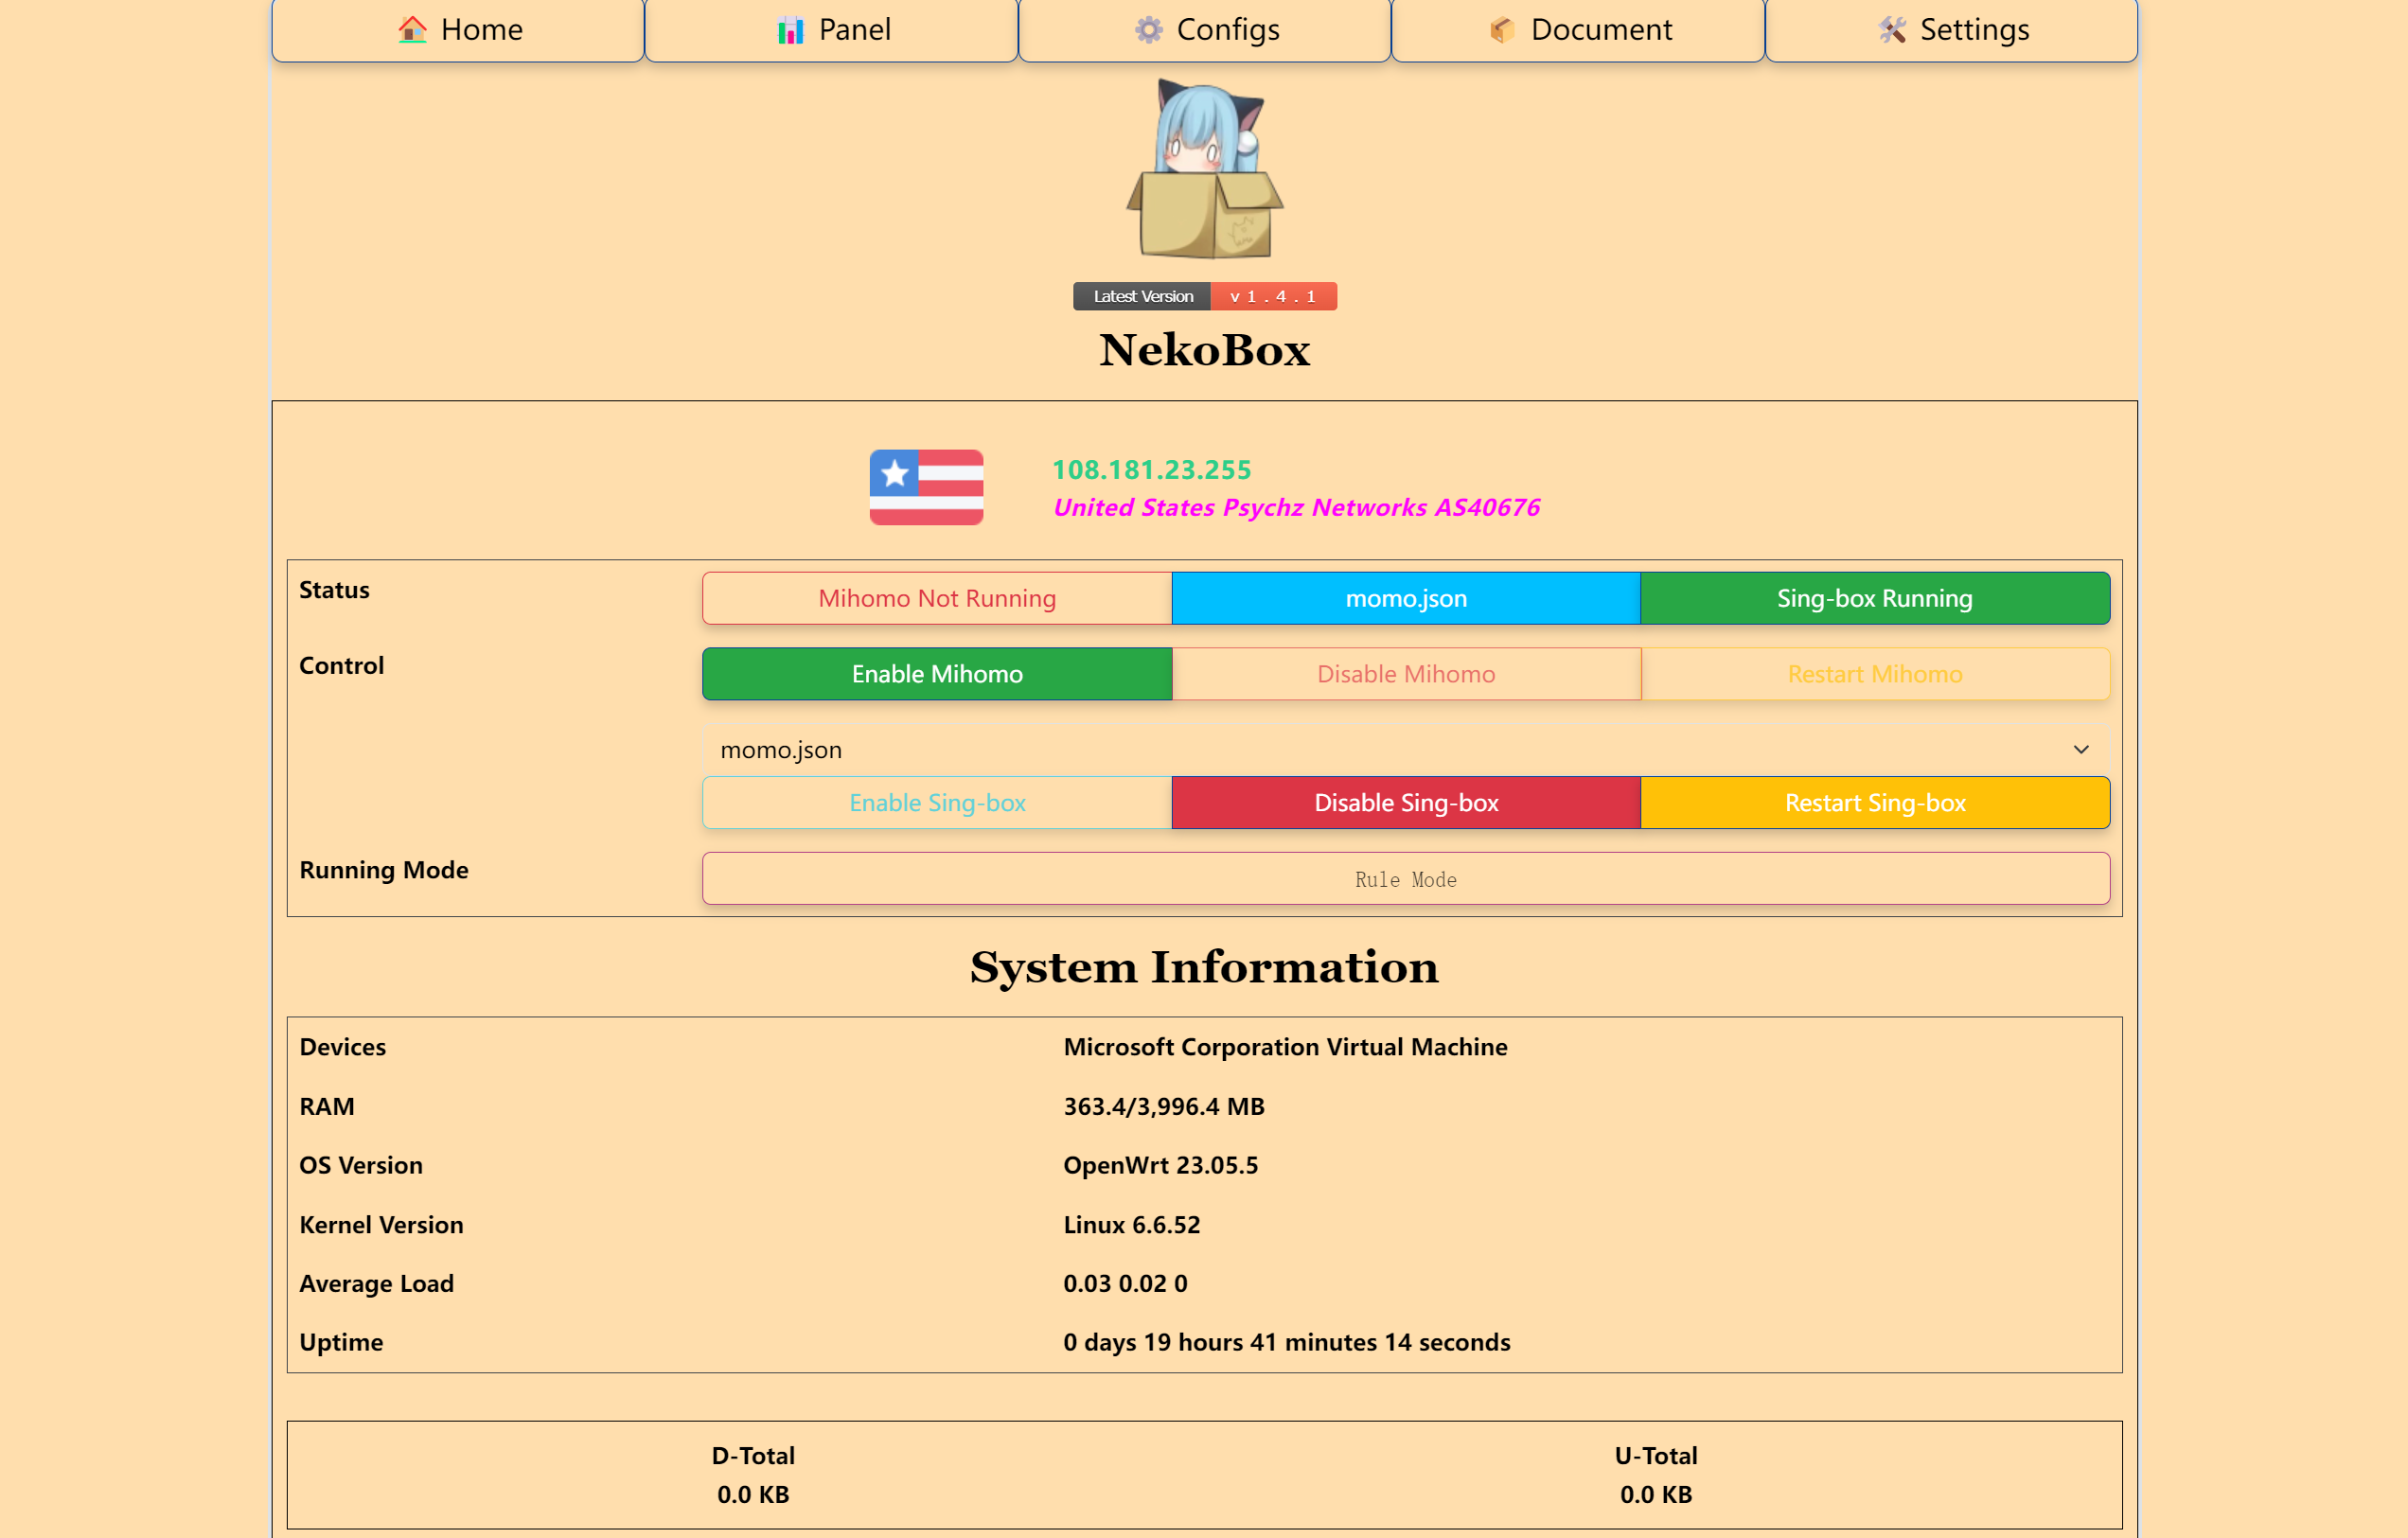 Home Panel Configs Document Settings
Latest Version v1.4.1
NekoBox
108.181.23.255
United States Psychz Networks AS40676
Status Mihomo Not Running momo.json Sing-box Running
Control Enable Mihomo Disable Mihomo Restart Mihomo
momo.json
Enable Sing-box Disable Sing-box Restart Sing-box
Running Mode Rule Mode
System Information
Devices Microsoft Corporation Virtual Machine
RAM 363.4/3,996.4 MB
OS Version OpenWrt 23.05.5
Kernel Version Linux 6.6.52
Average Load 0.03 0.02 0
Uptime 0 days 19 hours 41 minutes 14 seconds
D-Total U-Total
0.0 KB 0.0 KB